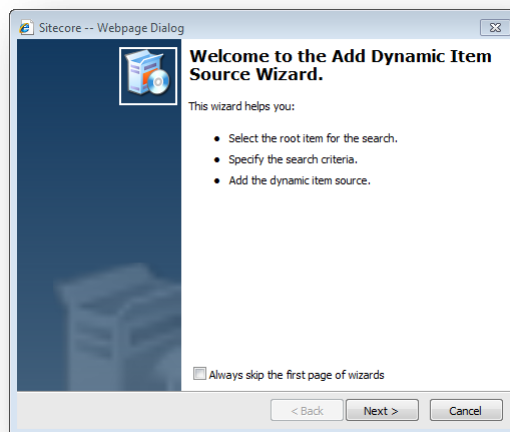 Sitecore -- Webpage Dialog
Welcome to the Add Dynamic Item
Source Wizard.
This wizard helps you:
• Select the root item for the search.
• Specify the search criteria.
• Add the dynamic item source.
Always skip the first page of wizards
< Back Next > Cancel